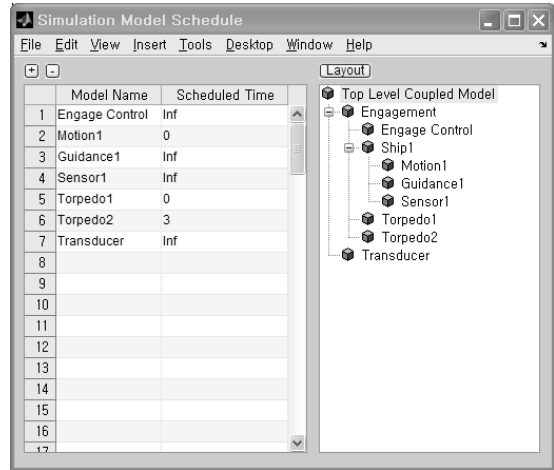 Simulation Model Schedule
File Edit View Insert Tools Desktop Window Help
+ -
Layout
Model Name Scheduled Time
1 Engage Control Inf
2 Motion1 0
3 Guidance1 Inf
4 Sensor1 Inf
5 Torpedo1 0
6 Torpedo2 3
7 Transducer Inf
8
9
10
11
12
13
14
15
16
17
Top Level Coupled Model
Engagement
Engage Control
Ship1
Motion1
Guidance1
Sensor1
Torpedo1
Torpedo2
Transducer